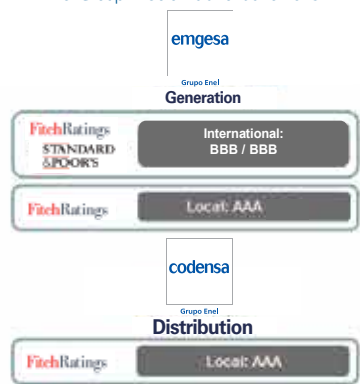 emgesa
Grupo Enel
Generation
FitchRatings
STANDARD
&POOR'S
International:
BBB / BBB
FitchRatings
Local: AAA
codensa
Grupo Enel
Distribution
FitchRatings
Local: AAA